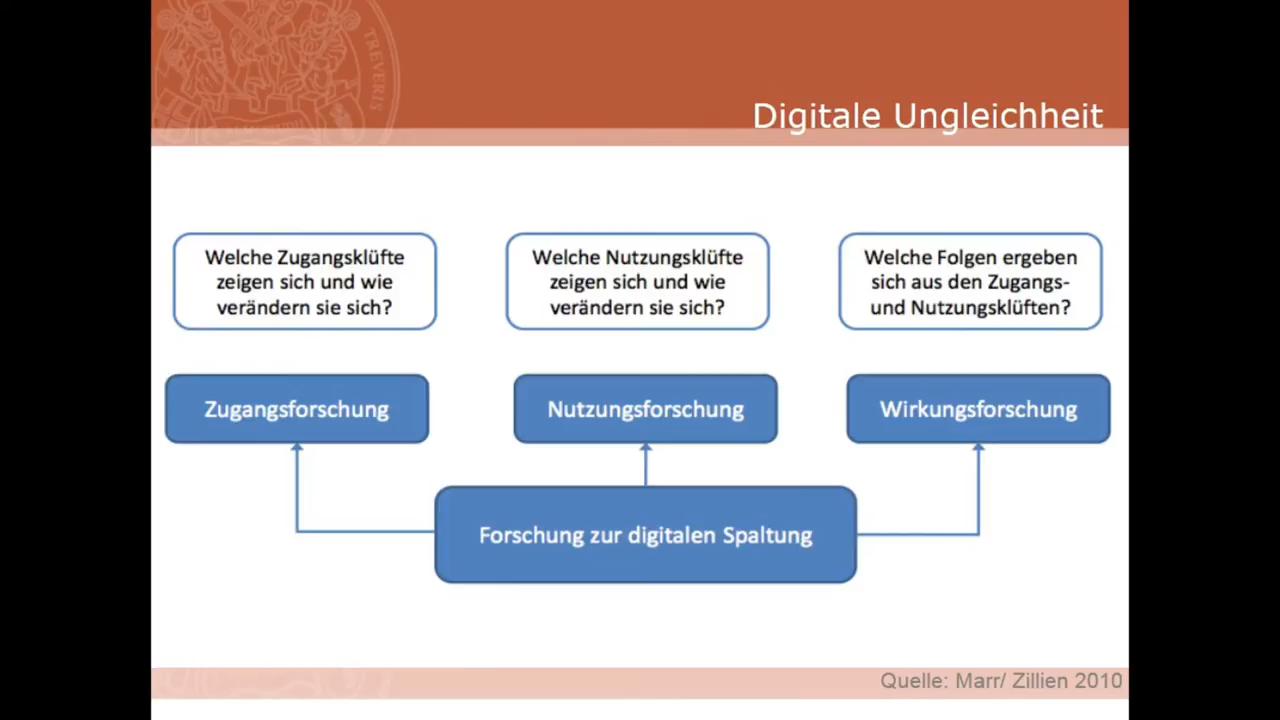 TREVERIS
Digitale Ungleichheit
Welche Zugangsklüfte
zeigen sich und wie
verändern sie sich?
Welche Nutzungsklüfte
zeigen sich und wie
verändern sie sich?
Welche Folgen ergeben
sich aus den Zugangs-
und Nutzungsklüften?
Zugangsforschung
Nutzungsforschung
Wirkungsforschung
Forschung zur digitalen Spaltung
Quelle: Marr/ Zillien 2010